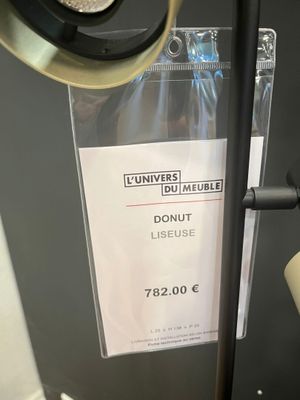 L'UNIVERS
DU MEUBLE
DONUT
LISEUSE
782.00 €